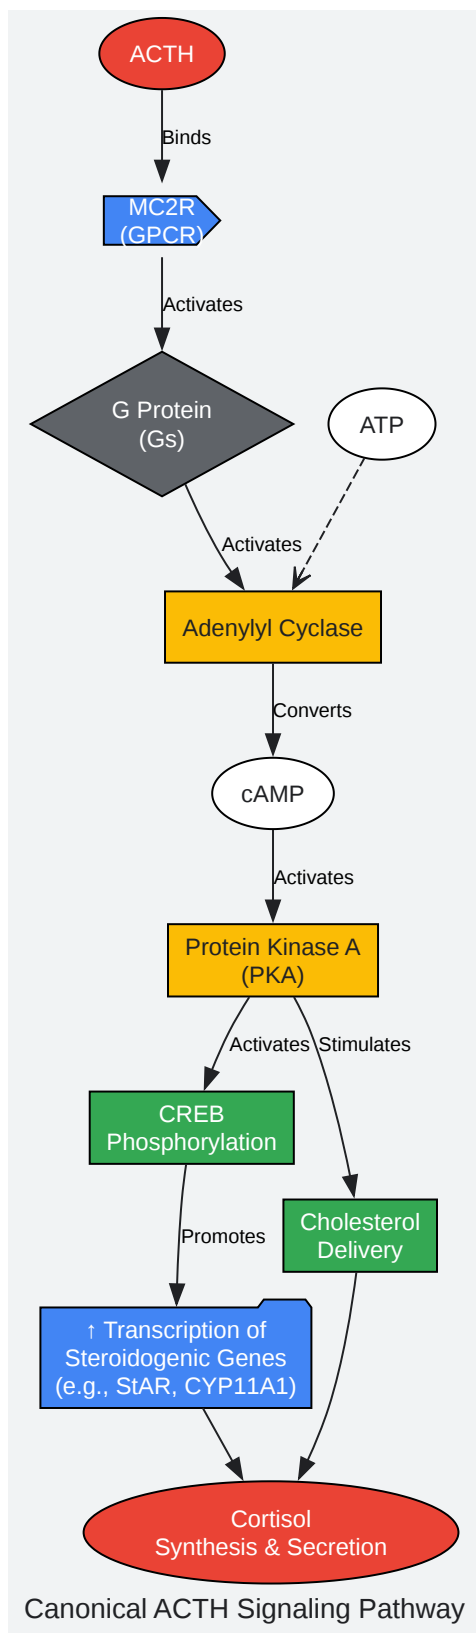 ACTH
Binds
MC2R
(GPCR)
Activates
G Protein
(Gs)
ATP
Activates
Adenylyl Cyclase
Converts
cAMP
Activates
Protein Kinase A
(PKA)
Activates
Stimulates
CREB
Phosphorylation
Cholesterol
Delivery
Promotes
↑ Transcription of
Steroidogenic Genes
(e.g., StAR, CYP11A1)
Cortisol
Synthesis & Secretion
Canonical ACTH Signaling Pathway